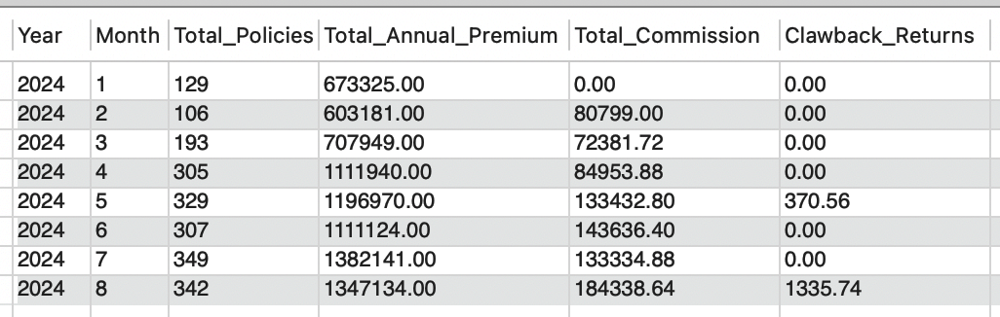 Year Month Total_Policies Total_Annual_Premium Total_Commission Clawback_Returns
2024 1 129 673325.00 0.00 0.00
2024 2 106 603181.00 80799.00 0.00
2024 3 193 707949.00 72381.72 0.00
2024 4 305 1111940.00 84953.88 0.00
2024 5 329 1196970.00 133432.80 370.56
2024 6 307 1111124.00 143636.40 0.00
2024 7 349 1382141.00 133334.88 0.00
2024 8 342 1347134.00 184338.64 1335.74